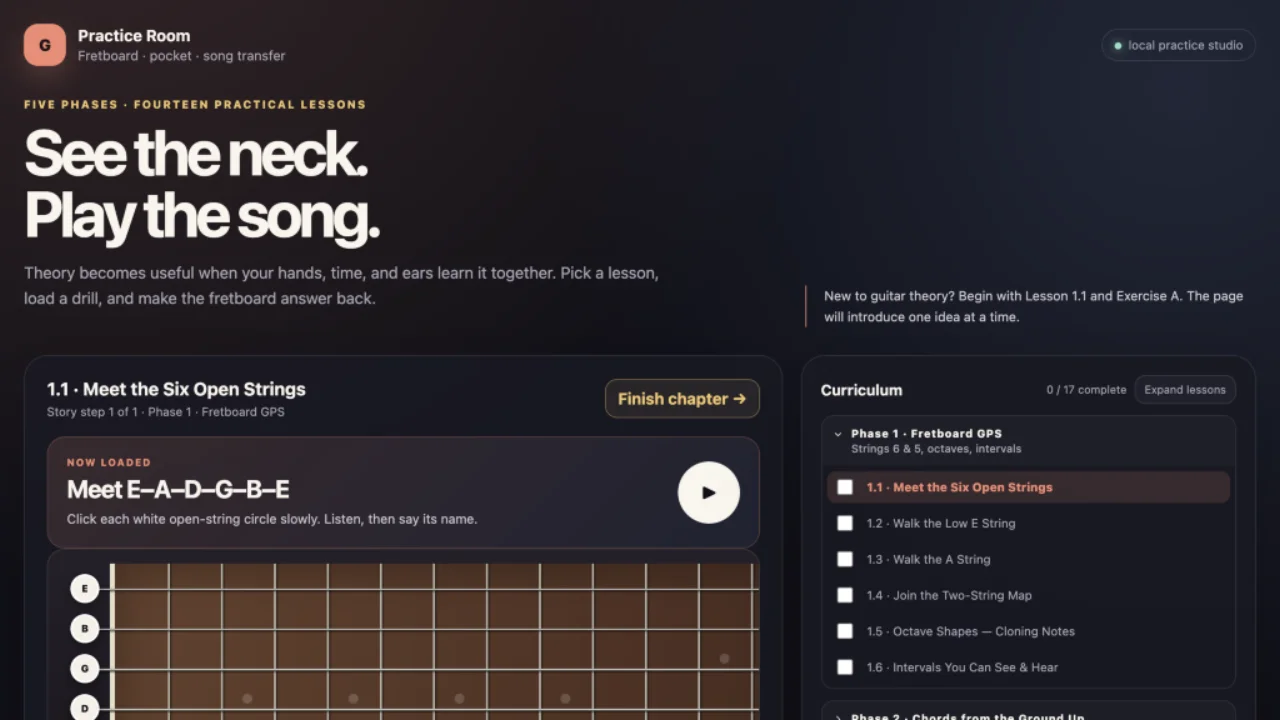 G
Practice Room
Fretboard · pocket · song transfer
local practice studio
FIVE PHASES · FOURTEEN PRACTICAL LESSONS
See the neck.
Play the song.
Theory becomes useful when your hands, time, and ears learn it together. Pick a lesson,
load a drill, and make the fretboard answer back.
New to guitar theory? Begin with Lesson 1.1 and Exercise A. The page
will introduce one idea at a time.
1.1 · Meet the Six Open Strings
Story step 1 of 1 · Phase 1 · Fretboard GPS
Finish chapter →
NOW LOADED
Meet E–A–D–G–B–E
Click each white open-string circle slowly. Listen, then say its name.
E
B
G
D
Curriculum
0 / 17 complete
Expand lessons
Phase 1 · Fretboard GPS
Strings 6 & 5, octaves, intervals
1.1 · Meet the Six Open Strings
1.2 · Walk the Low E String
1.3 · Walk the A String
1.4 · Join the Two-String Map
1.5 · Octave Shapes — Cloning Notes
1.6 · Intervals You Can See & Hear
Phase 2 · Chords from the Ground Up